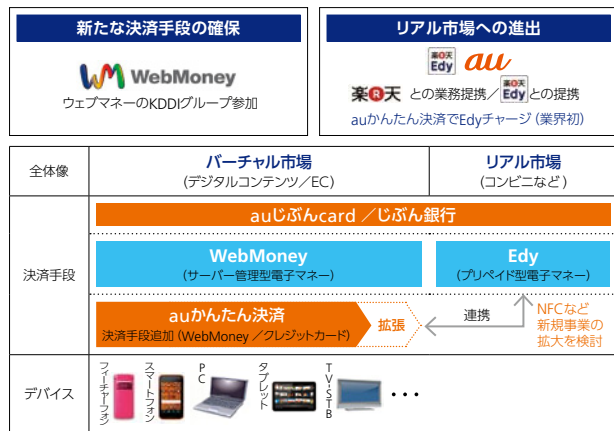 新たな決済手段の確保
WebMoney
ウェブマネーのKDDIグループ参加
リアル市場への進出
楽天 Edy au
楽天 との業務提携／楽天 Edy との提携
auかんたん決済でEdyチャージ（業界初）
全体像
バーチャル市場
(デジタルコンテンツ／EC)
リアル市場
(コンビニなど)
決済手段
auじぶんcard ／じぶん銀行
WebMoney
(サーバー管理型電子マネー)
Edy
(プリペイド型電子マネー)
auかんたん決済
決済手段追加（WebMoney ／クレジットカード）
拡張
連携
NFCなど
新規事業の
拡大を検討
デバイス
フィーチャーフォン
スマートフォン
PC
タブレット
TV-STB
・・・